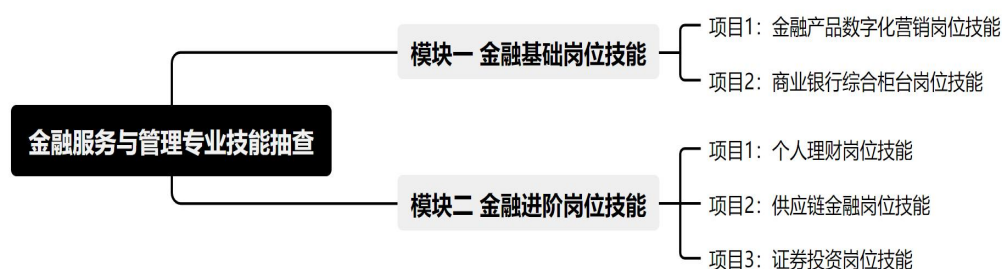 金融服务与管理专业技能抽查
模块一 金融基础岗位技能
项目1：金融产品数字化营销岗位技能
项目2：商业银行综合柜台岗位技能
模块二 金融进阶岗位技能
项目1：个人理财岗位技能
项目2：供应链金融岗位技能
项目3：证券投资岗位技能